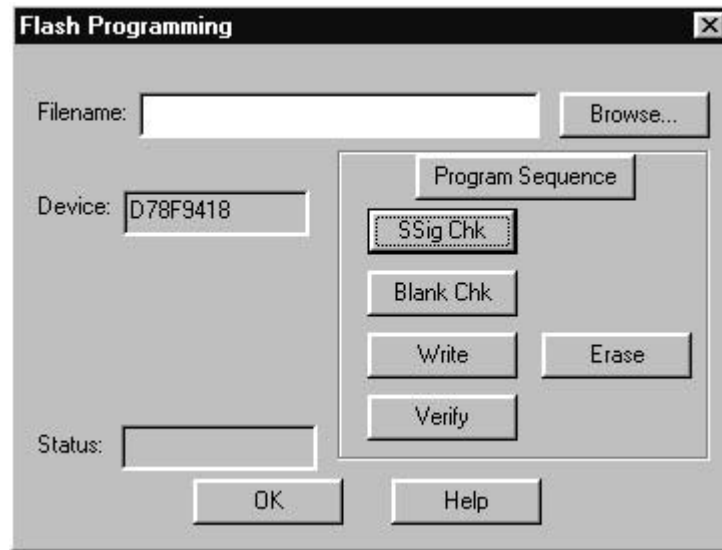 Flash Programming
Filename:
Browse...
Program Sequence
Device: D78F9418
SSig Chk
Blank Chk
Write
Erase
Verify
Status:
OK
Help